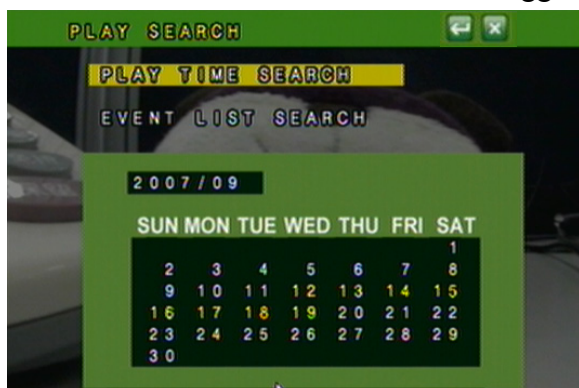 PLAY SEARCH
PLAY TIME SEARCH
EVENT LIST SEARCH
2007/09
SUN MON TUE WED THU FRI SAT
1
2 3 4 5 6 7 8
9 10 11 12 13 14 15
16 17 18 19 20 21 22
23 24 25 26 27 28 29
30